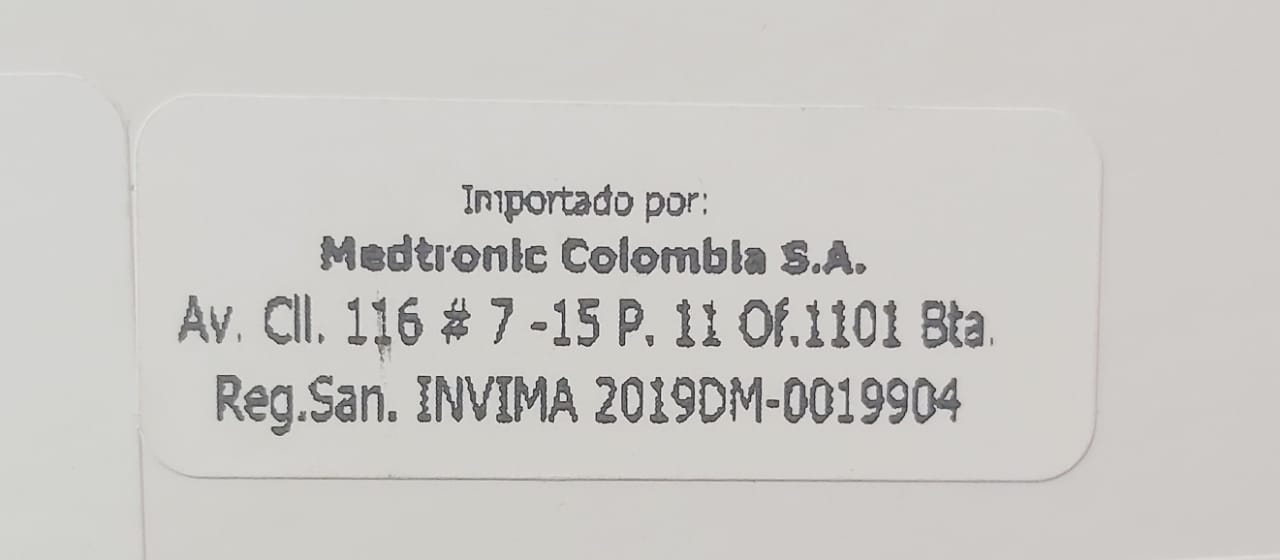 Importado por:
Medtronic Colombia S.A.
Av. Cll. 116 # 7 -15 P. 11 Of.1101 Bta.
Reg.San. INVIMA 2019DM-0019904